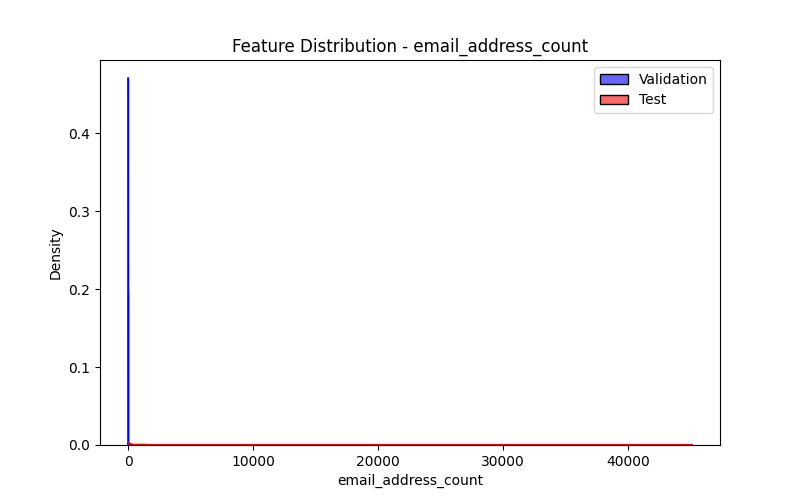 Feature Distribution - email_address_count
Validation
Test
Density
0.4
0.3
0.2
0.1
0.0
0 10000 20000 30000 40000
email_address_count